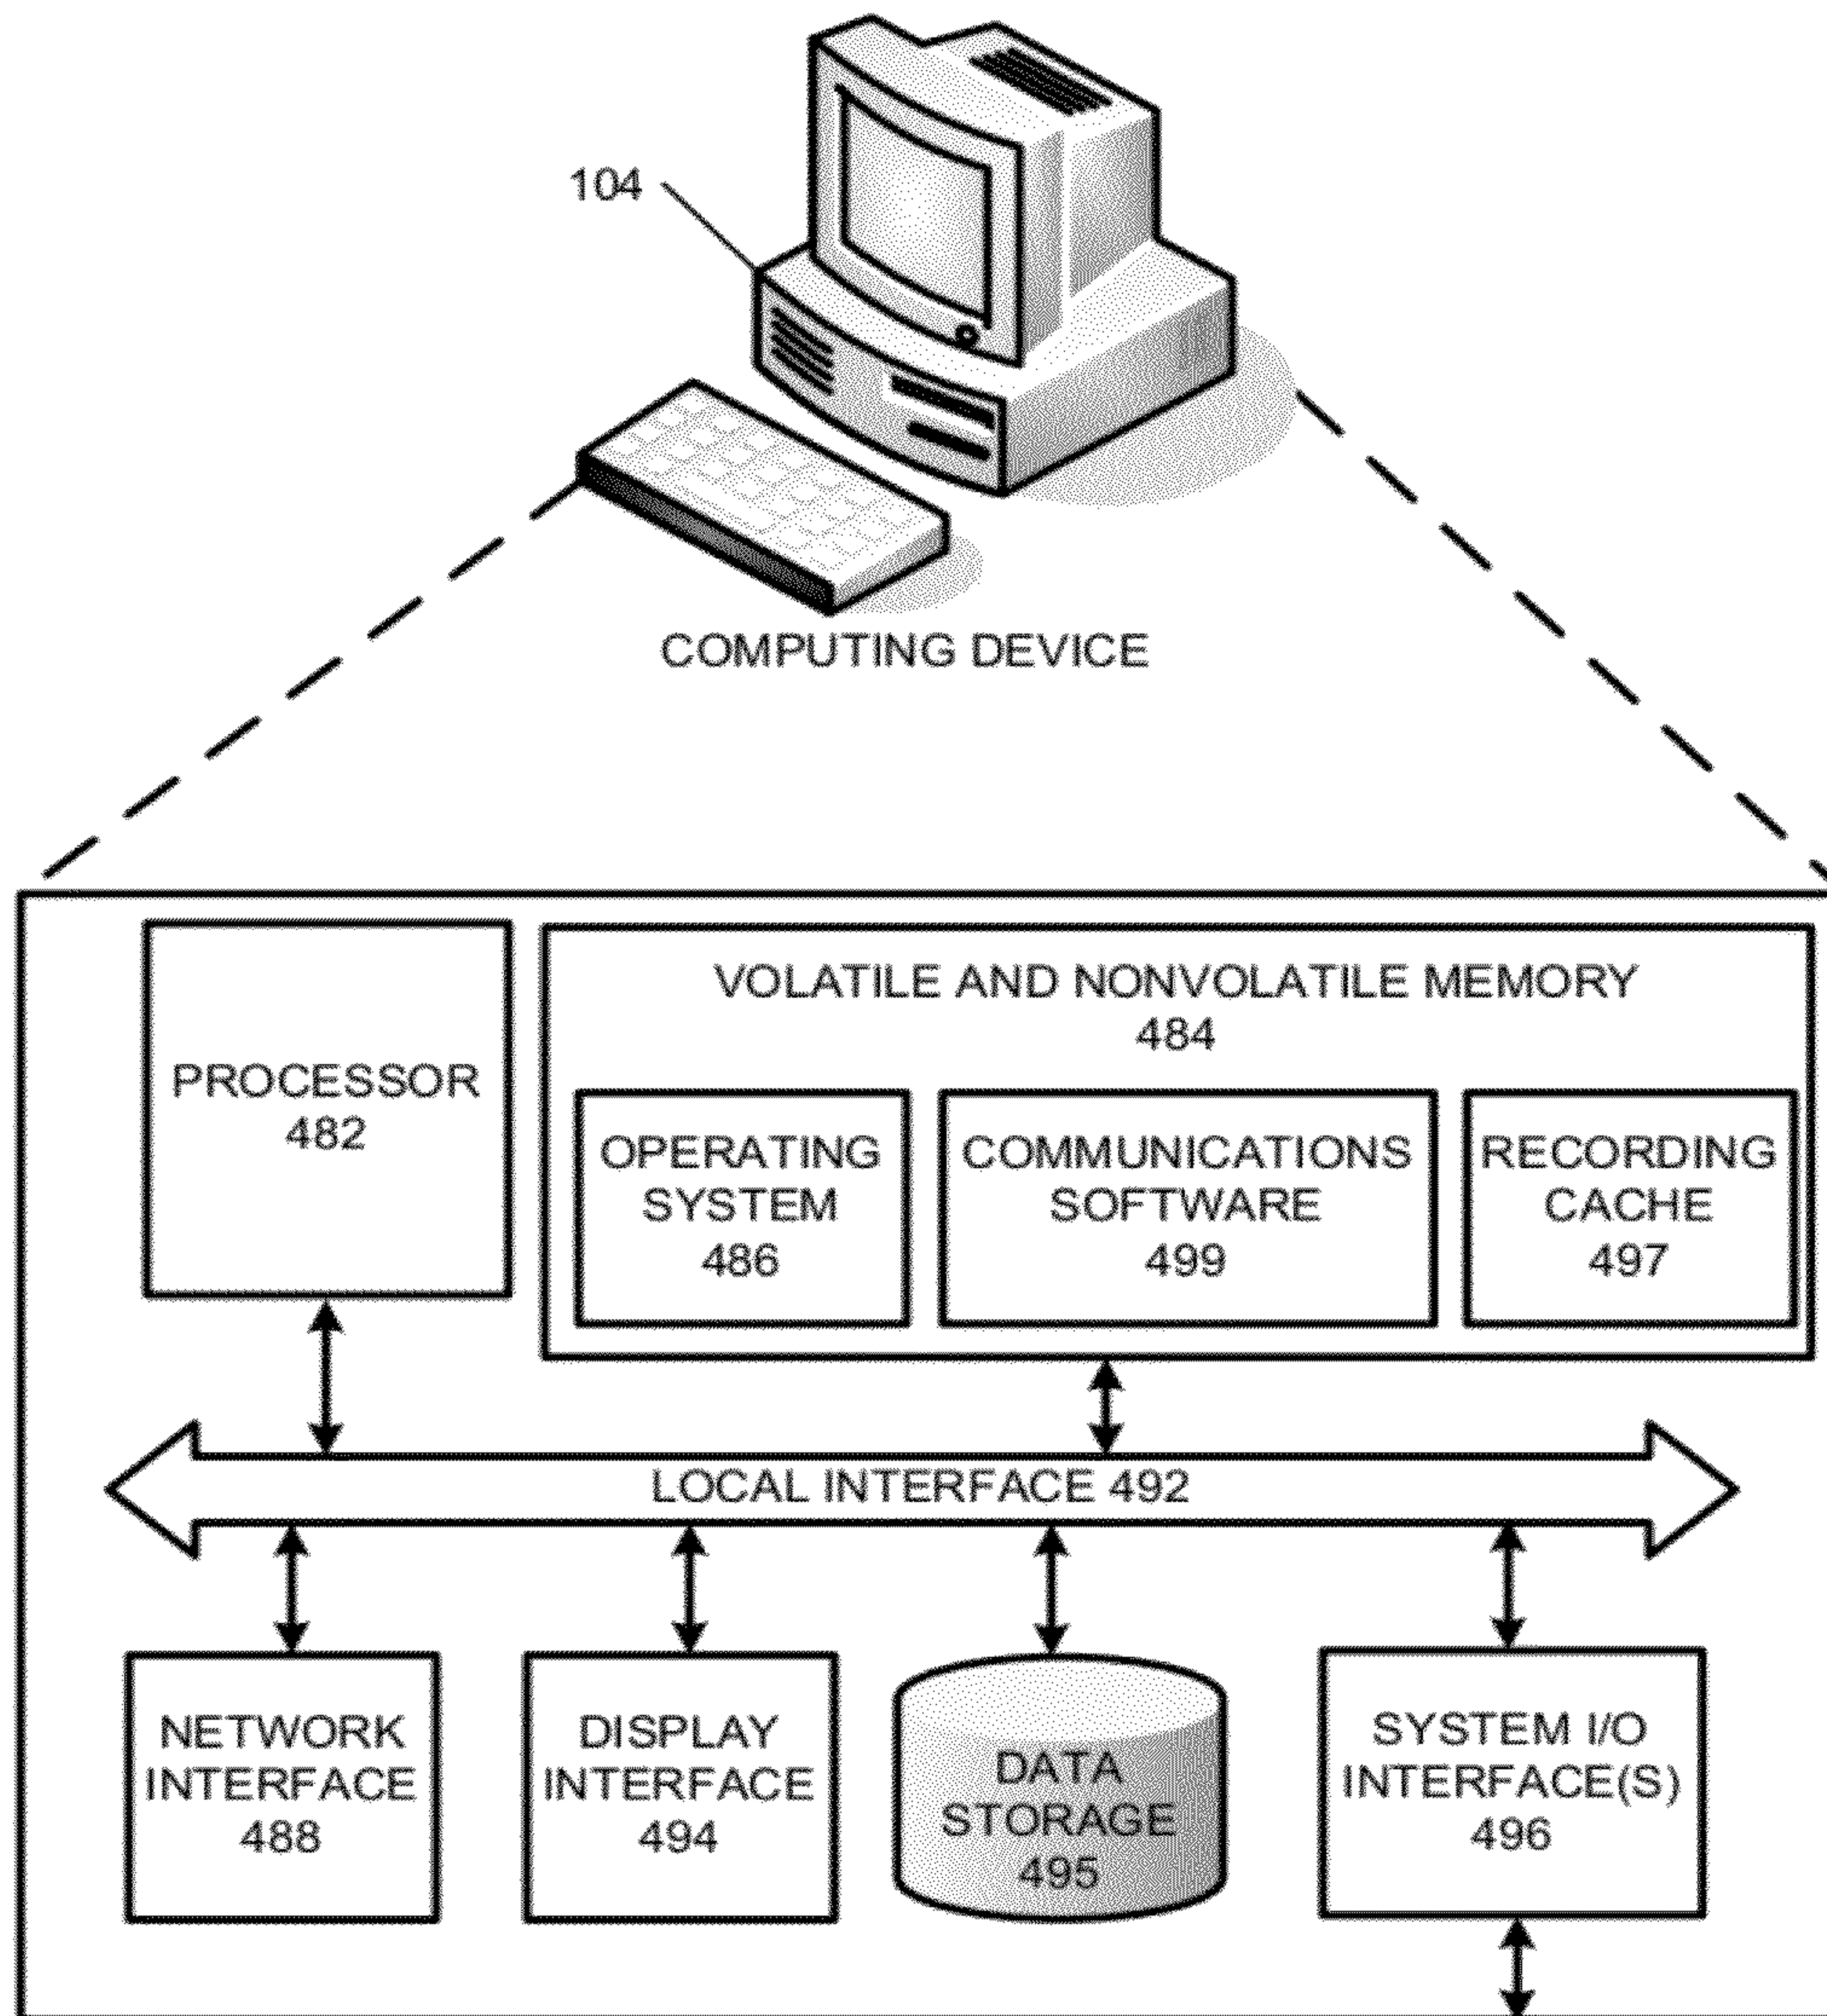 104
COMPUTING DEVICE
PROCESSOR
482
VOLATILE AND NONVOLATILE MEMORY
484
OPERATING
SYSTEM
486
COMMUNICATIONS
SOFTWARE
499
RECORDING
CACHE
497
LOCAL INTERFACE 492
NETWORK
INTERFACE
488
DISPLAY
INTERFACE
494
DATA
STORAGE
495
SYSTEM I/O
INTERFACE(S)
496